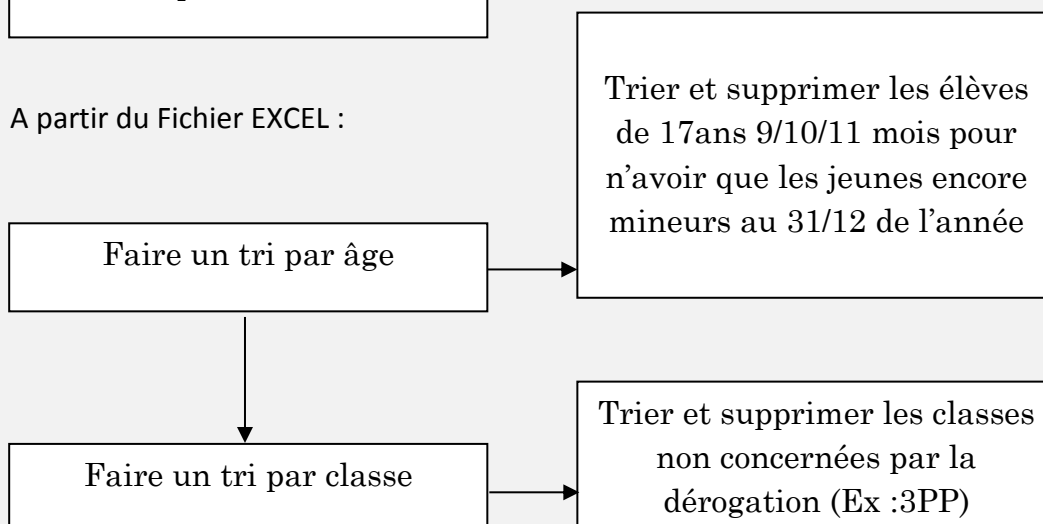 A partir du Fichier EXCEL :
Trier et supprimer les élèves
de 17ans 9/10/11 mois pour
n’avoir que les jeunes encore
mineurs au 31/12 de l’année
Faire un tri par âge
Trier et supprimer les classes
non concernées par la
dérogation (Ex :3PP)
Faire un tri par classe